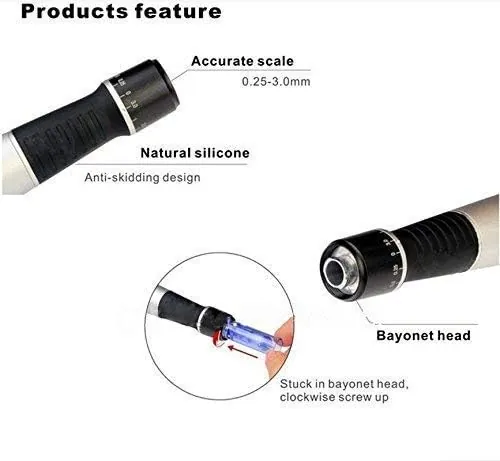 Products feature
Accurate scale
0.25-3.0mm
Natural silicone
Anti-skidding design
Bayonet head
Stuck in bayonet head,
clockwise screw up